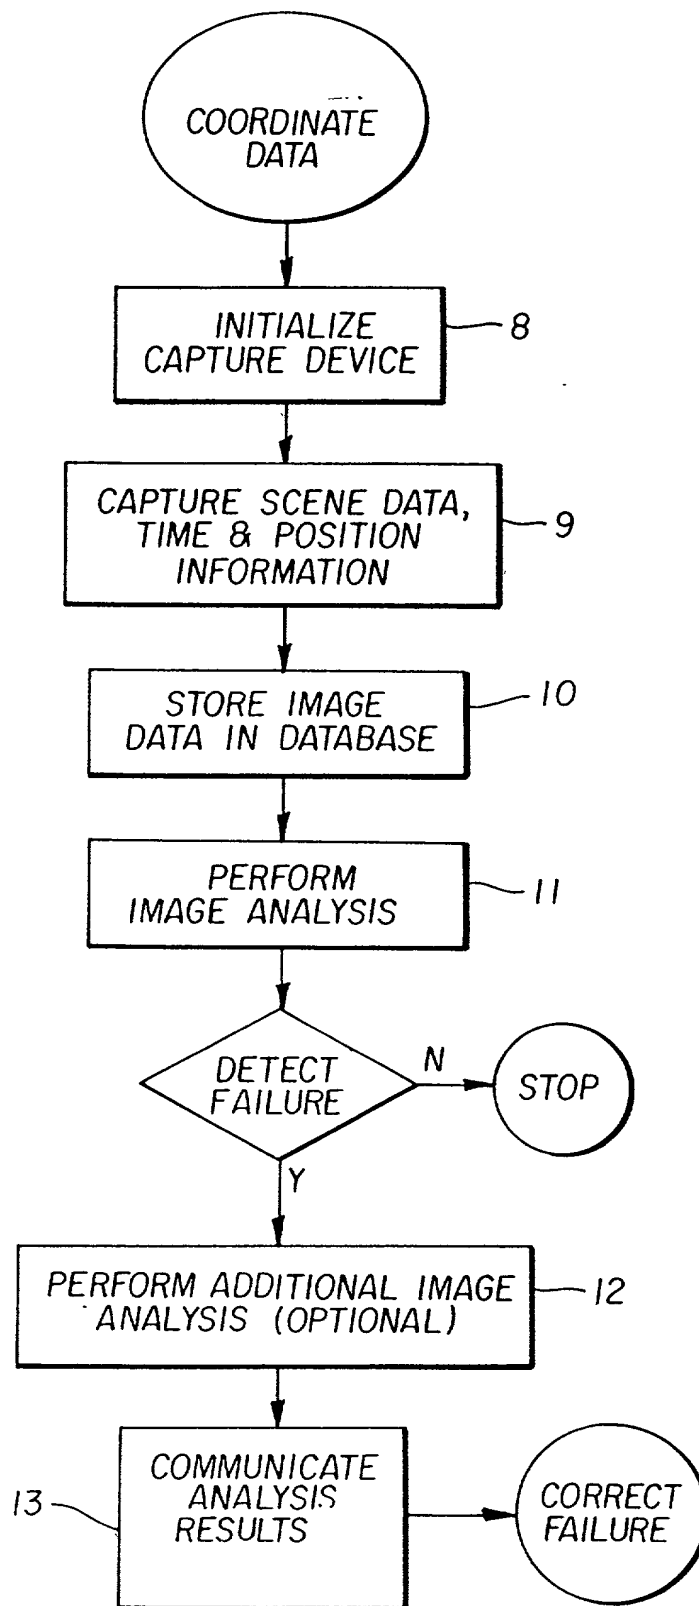 COORDINATE
DATA
INITIALIZE
CAPTURE DEVICE
8
CAPTURE SCENE DATA,
TIME & POSITION
INFORMATION
9
STORE IMAGE
DATA IN DATABASE
10
PERFORM
IMAGE ANALYSIS
11
DETECT
FAILURE
N
STOP
Y
PERFORM ADDITIONAL IMAGE
ANALYSIS (OPTIONAL)
12
COMMUNICATE
ANALYSIS
RESULTS
13
CORRECT
FAILURE